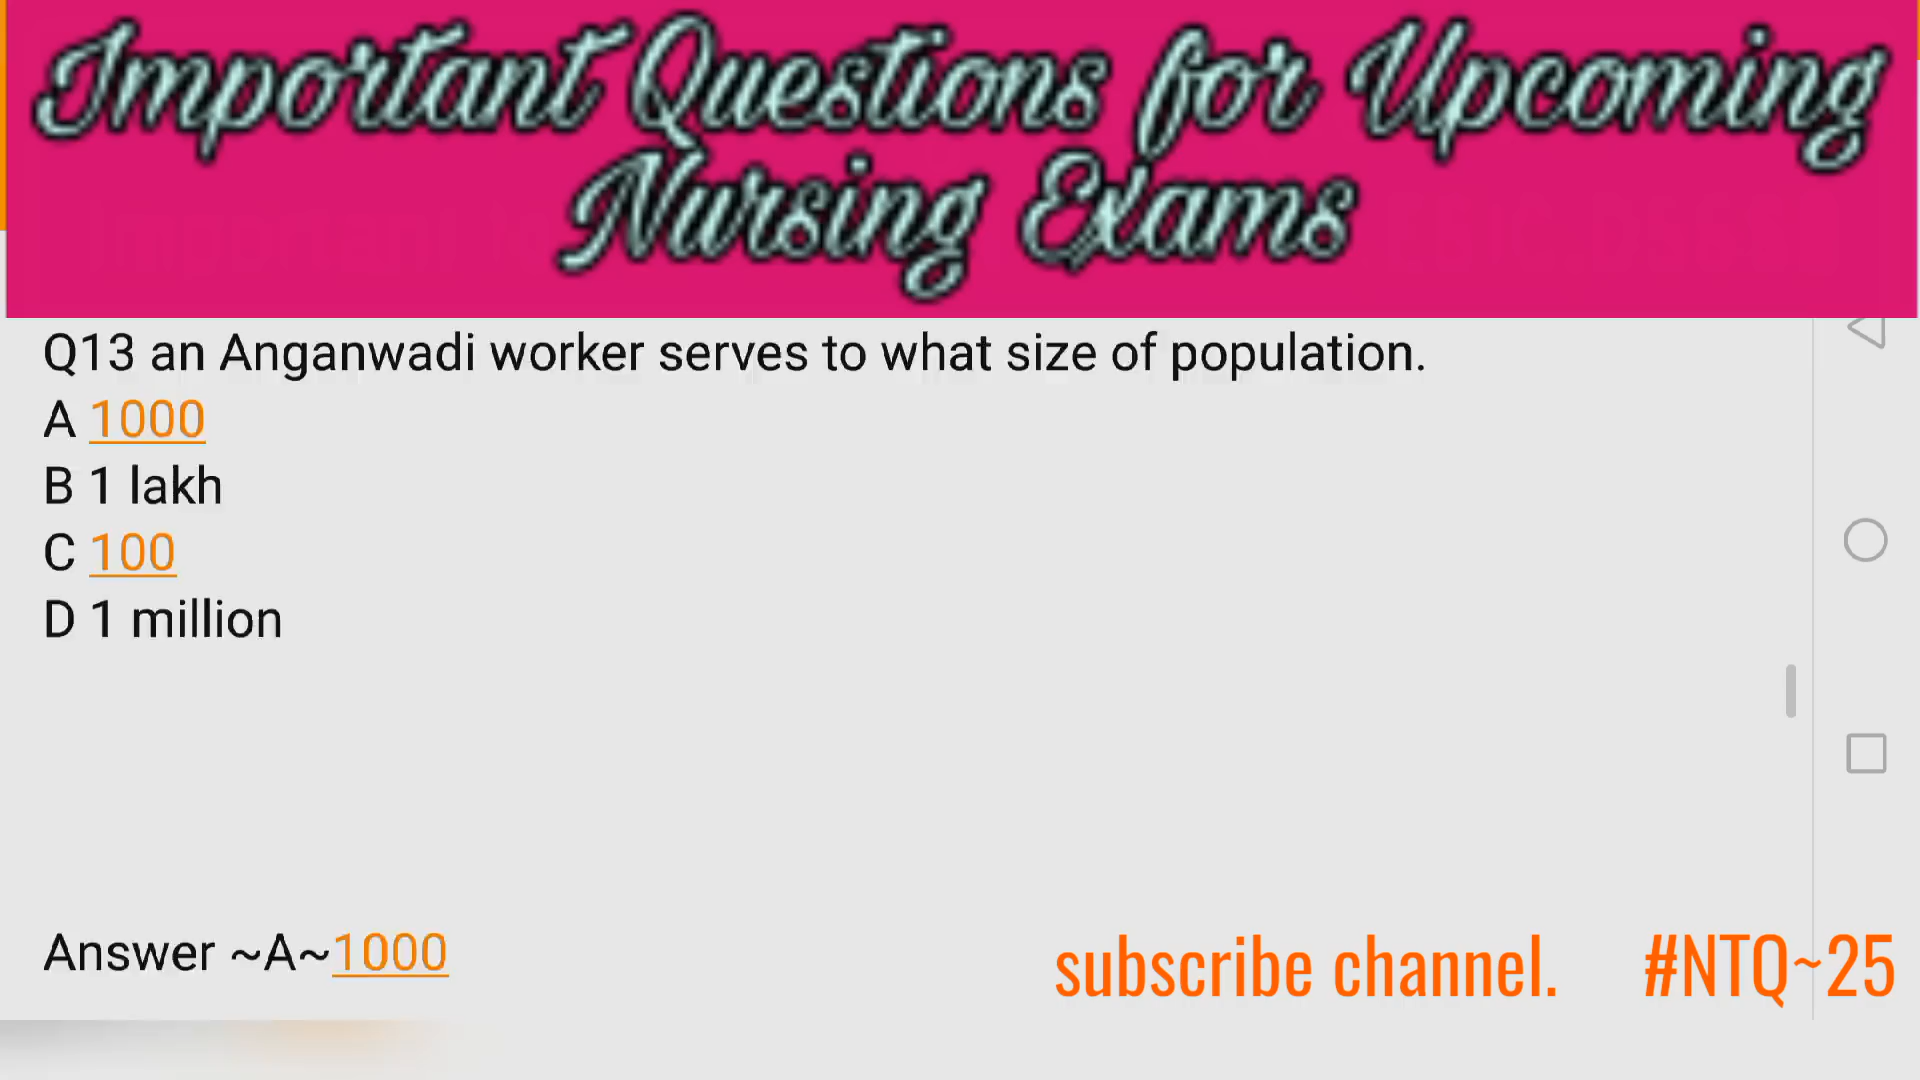 Important Questions for Upcoming
Nursing Exams
Q13 an Anganwadi worker serves to what size of population.
A 1000
B 1 lakh
C 100
D 1 million
Answer ~A~1000
subscribe channel. #NTQ~25